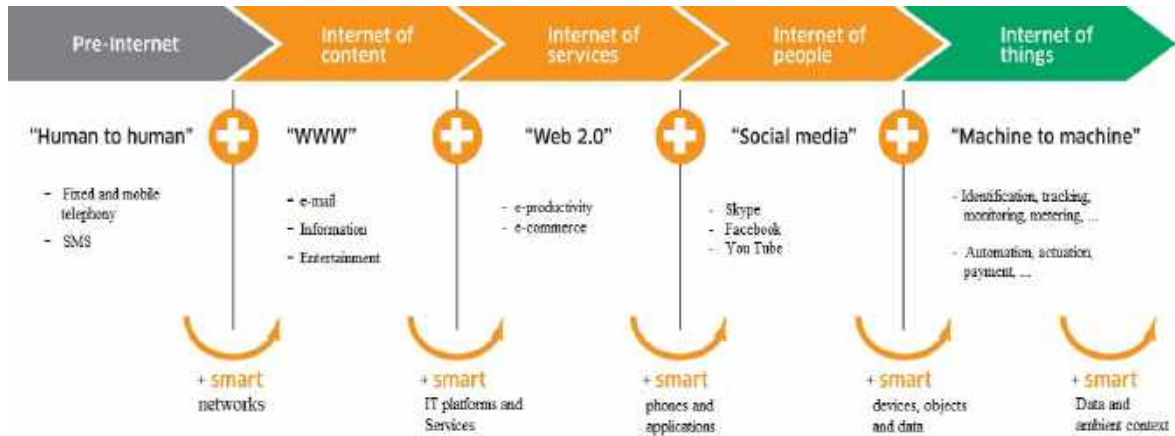 Pre-Internet
Internet of
content
Internet of
services
Internet of
people
Internet of
things
"Human to human"
"WWW"
"Web 2.0"
"Social media"
"Machine to machine"
- Fixed and mobile
telephony
- SMS
- e-mail
- Information
- Entertainment
- e-productivity
- e-commerce
- Skype
- Facebook
- You Tube
- Identification, tracking,
monitoring, metering, ...
- Automation, actuation,
payment, ...
+ smart
networks
+ smart
IT platforms and
Services
+ smart
phones and
applications
+ smart
devices, objects
and data
+ smart
Data and
ambient context